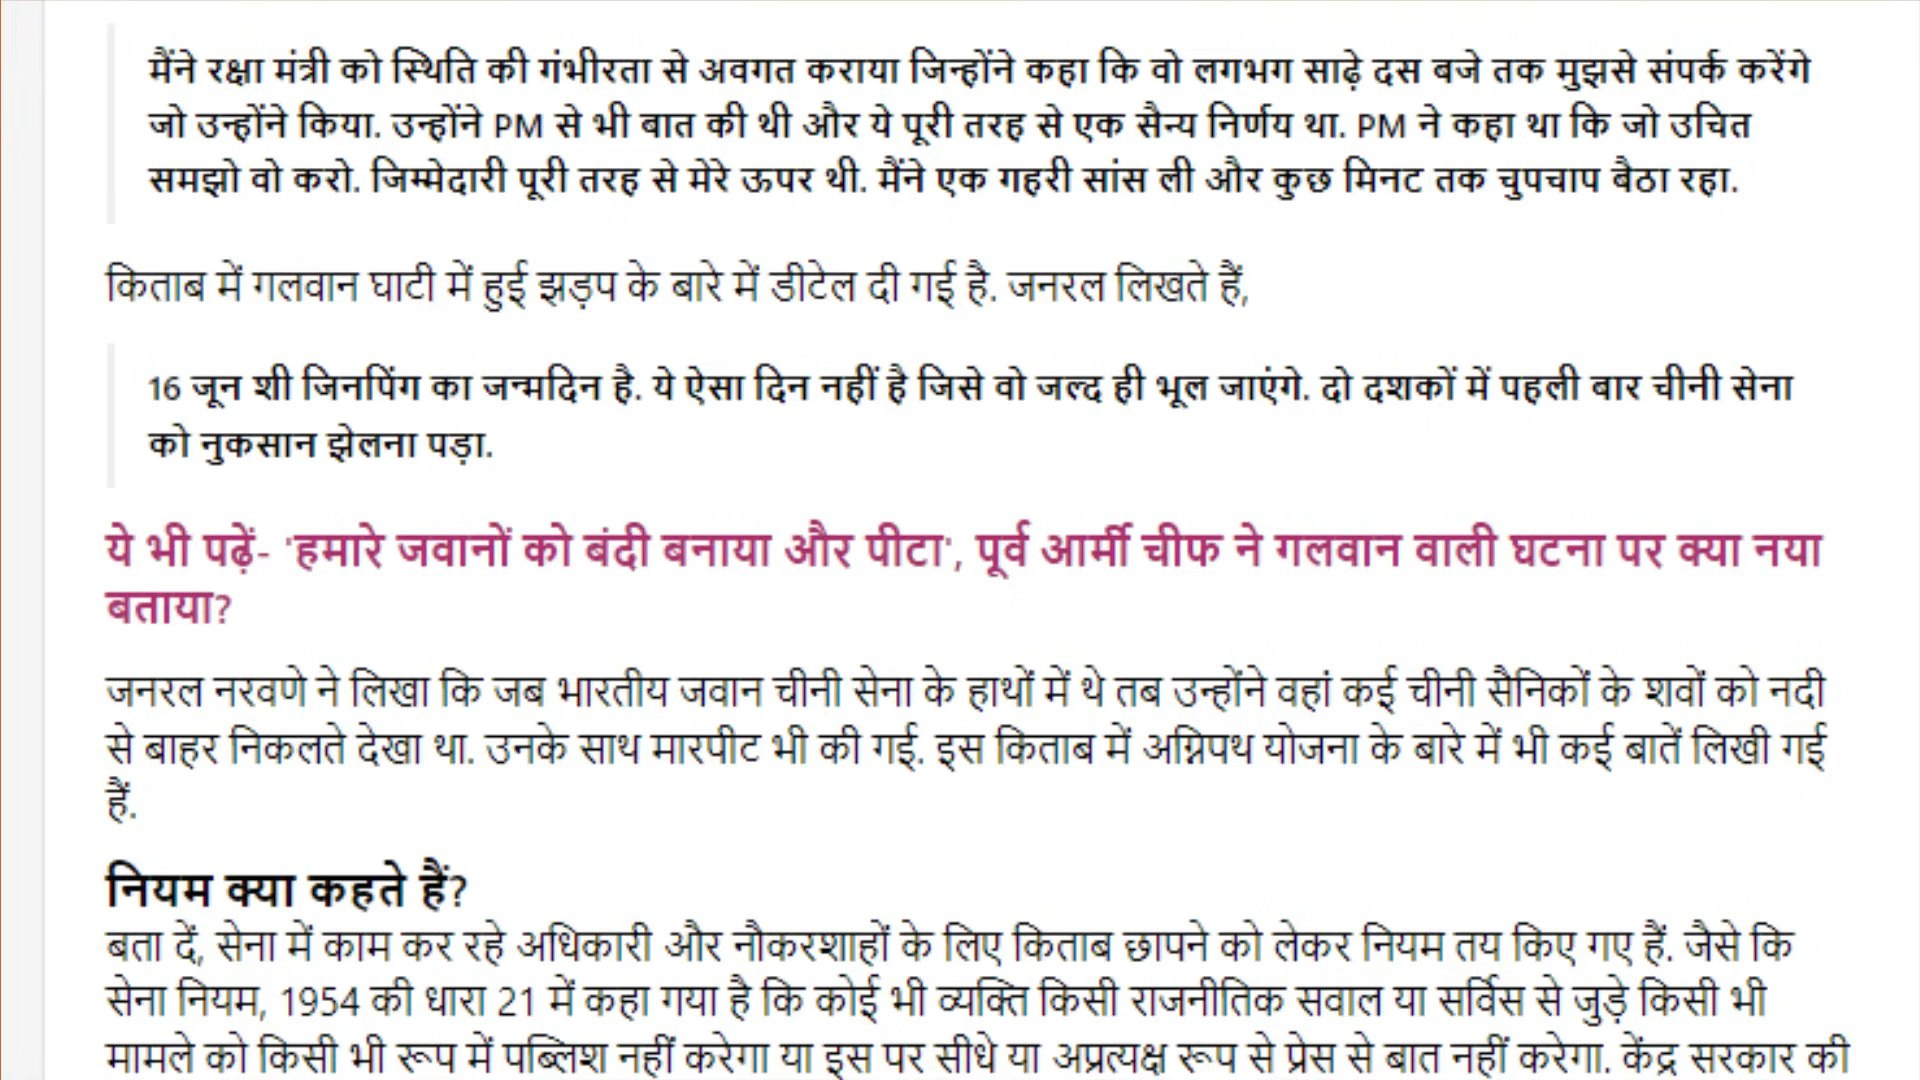 मैंने रक्षा मंत्री को स्थिति की गंभीरता से अवगत कराया जिन्होंने कहा कि वो लगभग साढ़े दस बजे तक मुझसे संपर्क करेंगे
जो उन्होंने किया. उन्होंने PM से भी बात की थी और ये पूरी तरह से एक सैन्य निर्णय था. PM ने कहा था कि जो उचित
समझो वो करो. जिम्मेदारी पूरी तरह से मेरे ऊपर थी. मैंने एक गहरी सांस ली और कुछ मिनट तक चुपचाप बैठा रहा.
किताब में गलवान घाटी में हुई झड़प के बारे में डीटेल दी गई है. जनरल लिखते हैं,
16 जून शी जिनपिंग का जन्मदिन है. ये ऐसा दिन नहीं है जिसे वो जल्द ही भूल जाएंगे. दो दशकों में पहली बार चीनी सेना
को नुकसान झेलना पड़ा.
ये भी पढ़ें- 'हमारे जवानों को बंदी बनाया और पीटा', पूर्व आर्मी चीफ ने गलवान वाली घटना पर क्या नया
बताया?
जनरल नरवणे ने लिखा कि जब भारतीय जवान चीनी सेना के हाथों में थे तब उन्होंने वहां कई चीनी सैनिकों के शवों को नदी
से बाहर निकलते देखा था. उनके साथ मारपीट भी की गई. इस किताब में अग्निपथ योजना के बारे में भी कई बातें लिखी गई
हैं.
नियम क्या कहते हैं?
बता दें, सेना में काम कर रहे अधिकारी और नौकरशाहों के लिए किताब छापने को लेकर नियम तय किए गए हैं. जैसे कि
सेना नियम, 1954 की धारा 21 में कहा गया है कि कोई भी व्यक्ति किसी राजनीतिक सवाल या सर्विस से जुड़े किसी भी
मामले को किसी भी रूप में पब्लिश नहीं करेगा या इस पर सीधे या अप्रत्यक्ष रूप से प्रेस से बात नहीं करेगा. केंद्र सरकार की